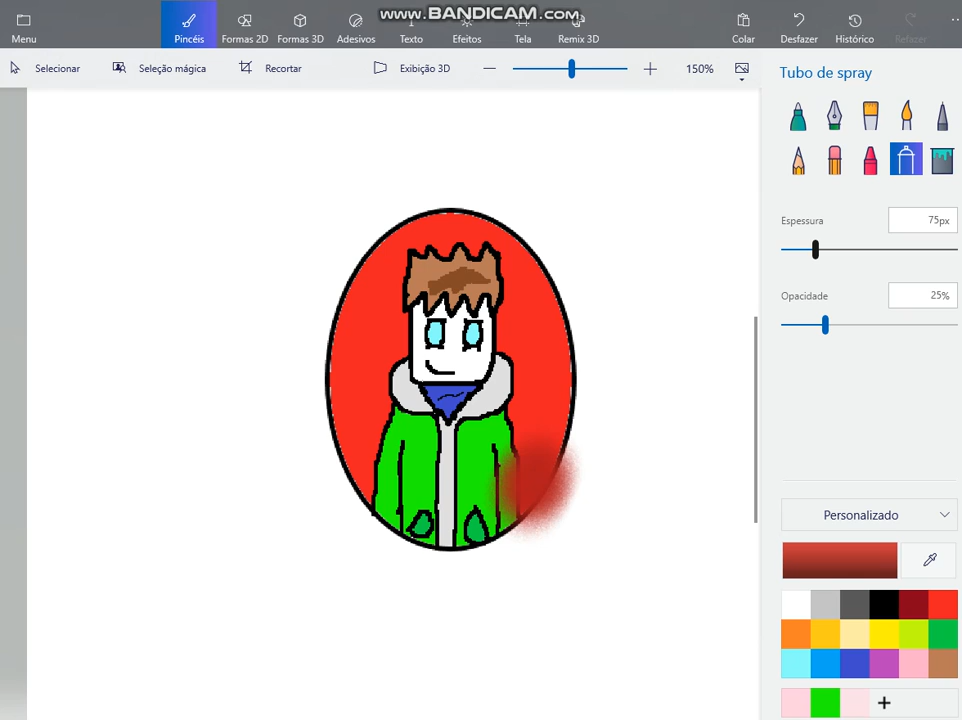 www.BANDICAM.com
Menu Pincéis Formas 2D Formas 3D Adesivos Texto Efeitos Tela Remix 3D Colar Desfazer Histórico Refazer
Selecionar Seleção mágica Recortar Exibição 3D 150%
Tubo de spray
Espessura 75px
Opacidade 25%
Personalizado